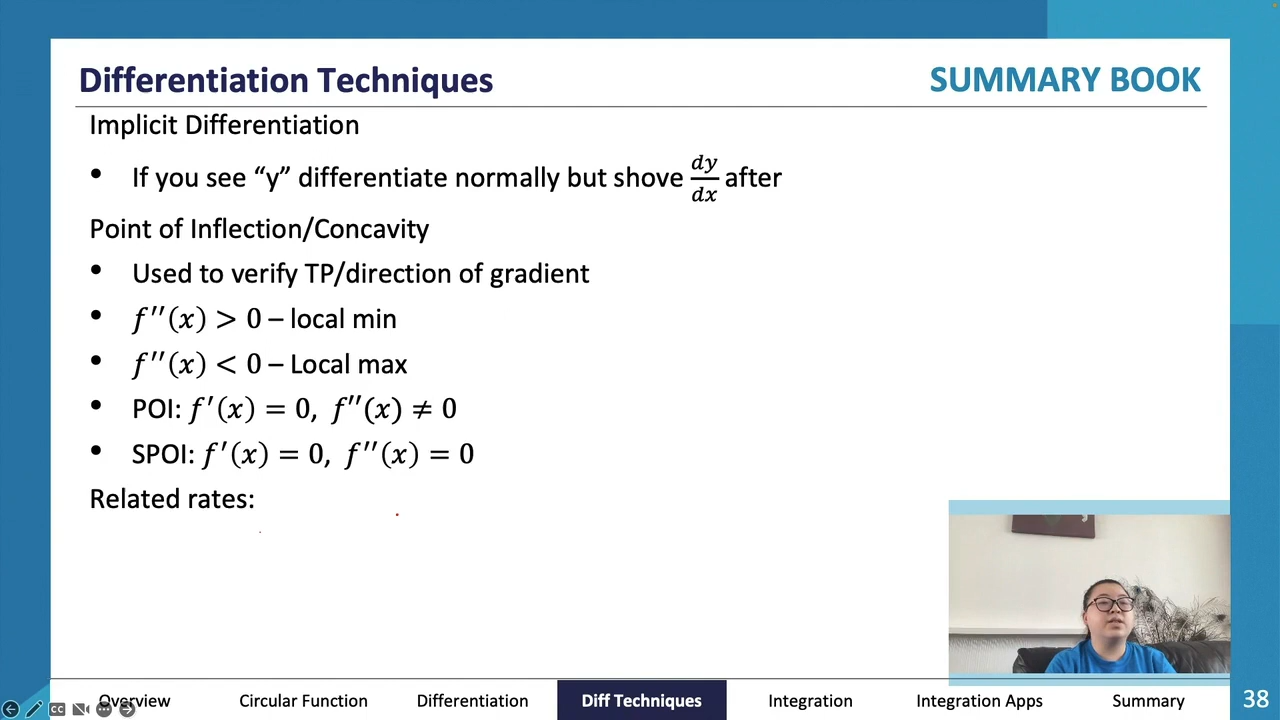 Differentiation Techniques
SUMMARY BOOK
Implicit Differentiation
• If you see “y” differentiate normally but shove dy/dx after
Point of Inflection/Concavity
• Used to verify TP/direction of gradient
• f′′(x) > 0 – local min
• f′′(x) < 0 – Local max
• POI: f′(x) = 0, f′′(x) ≠ 0
• SPOI: f′(x) = 0, f′′(x) = 0
Related rates:
Overview Circular Function Differentiation Diff Techniques Integration Integration Apps Summary 38
CC